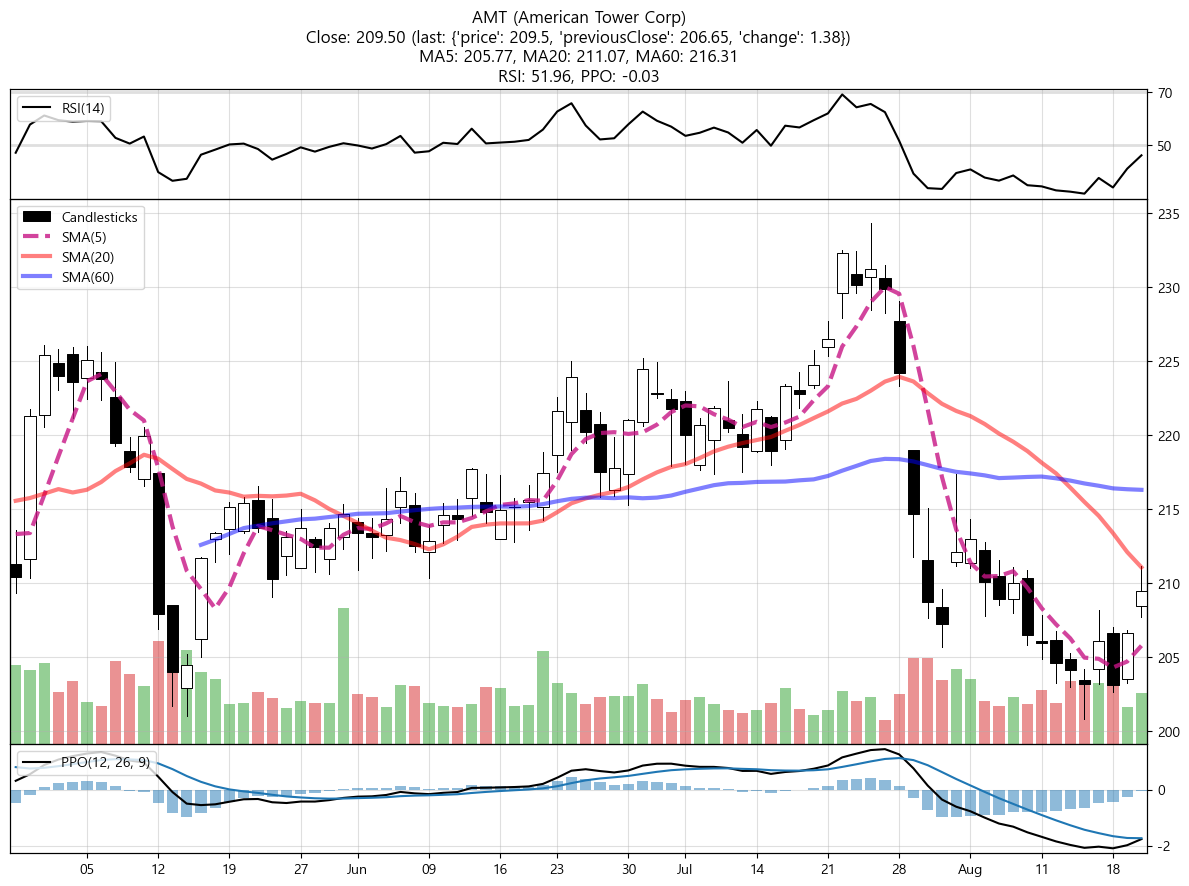 AMT (American Tower Corp)
Close: 209.50 (last: {'price': 209.5, 'previousClose': 206.65, 'change': 1.38})
MA5: 205.77, MA20: 211.07, MA60: 216.31
RSI: 51.96, PPO: -0.03
RSI(14)
70
50
Candlesticks
SMA(5)
SMA(20)
SMA(60)
235
230
225
220
215
210
205
200
PPO(12, 26, 9)
0
-2
05 12 19 27 Jun 09 16 23 30 Jul 14 21 28 Aug 11 18